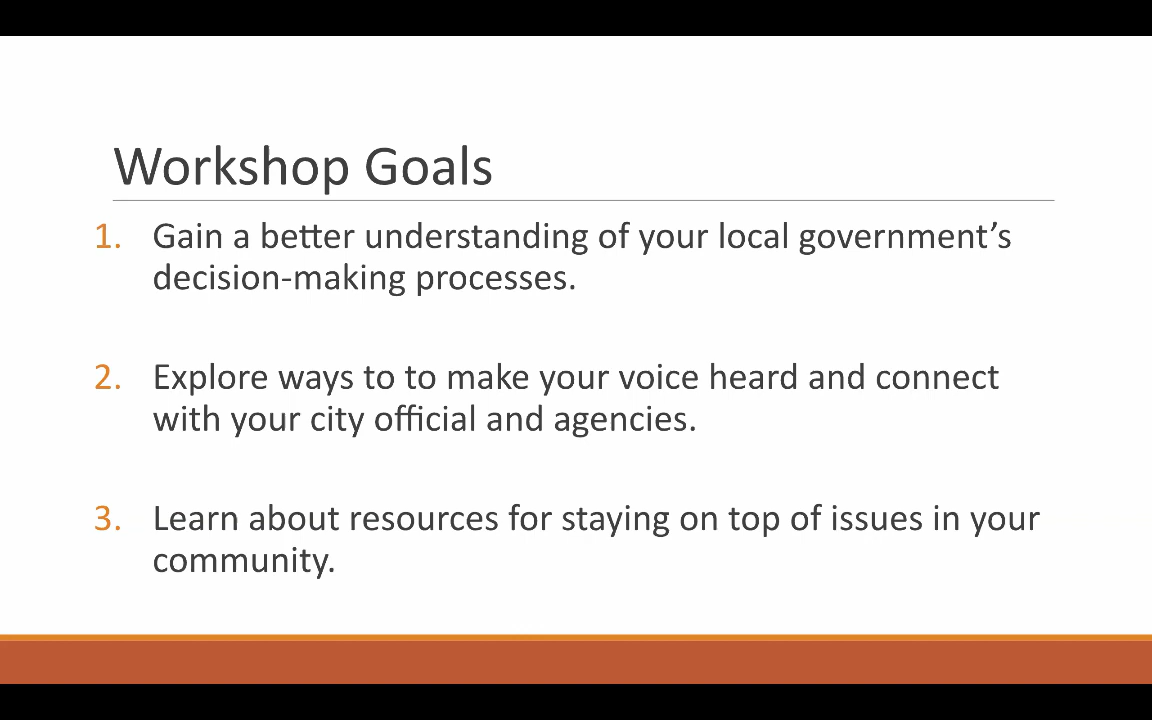 Workshop Goals
1. Gain a better understanding of your local government’s
decision-making processes.
2. Explore ways to to make your voice heard and connect
with your city official and agencies.
3. Learn about resources for staying on top of issues in your
community.